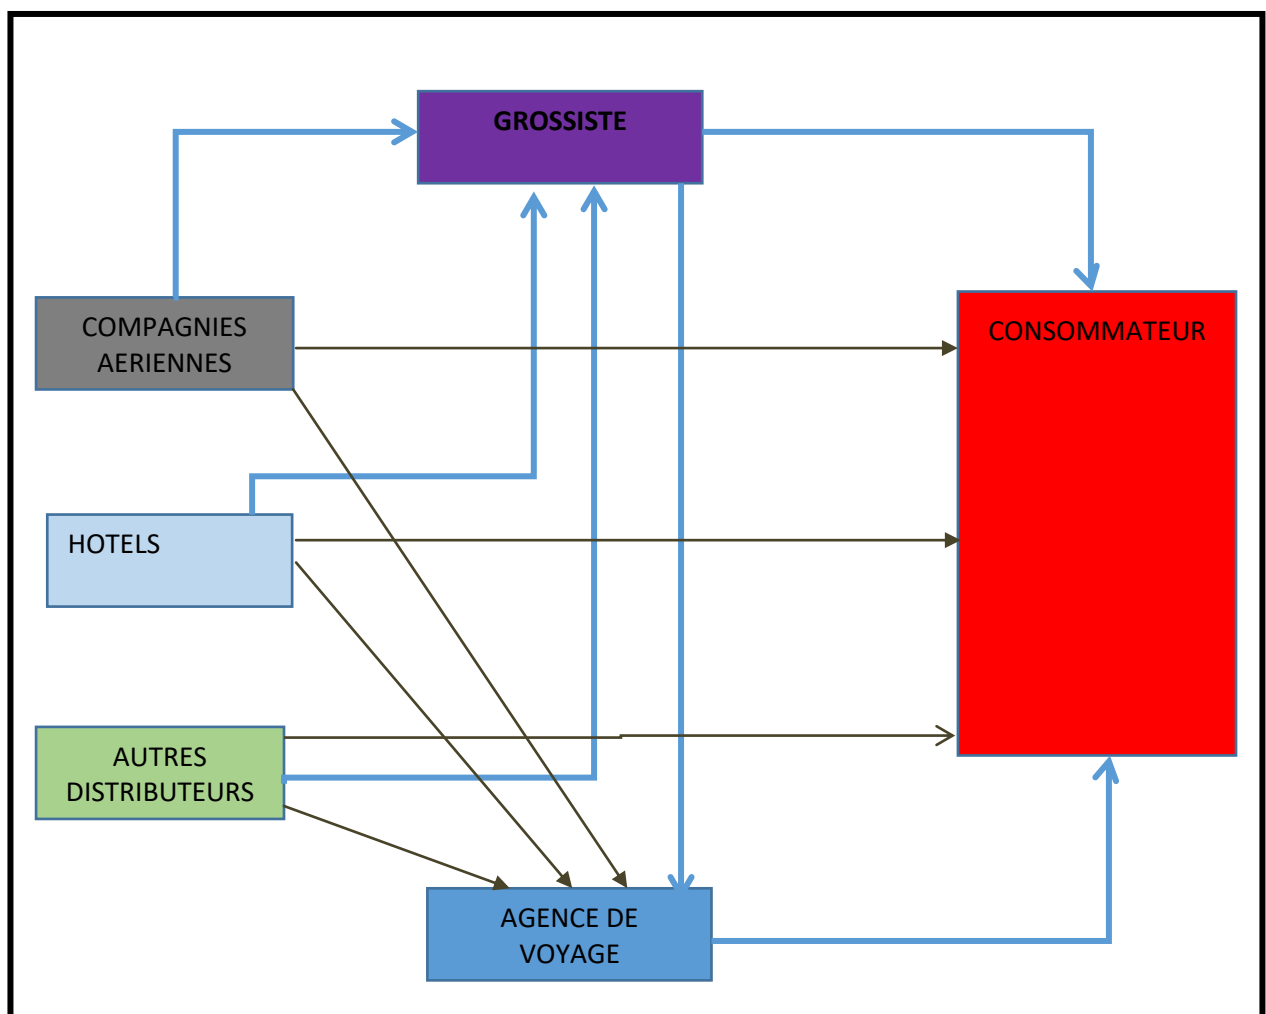 GROSSISTE
COMPAGNIES
AERIENNES
CONSOMMATEUR
HOTELS
AUTRES
DISTRIBUTEURS
AGENCE DE
VOYAGE